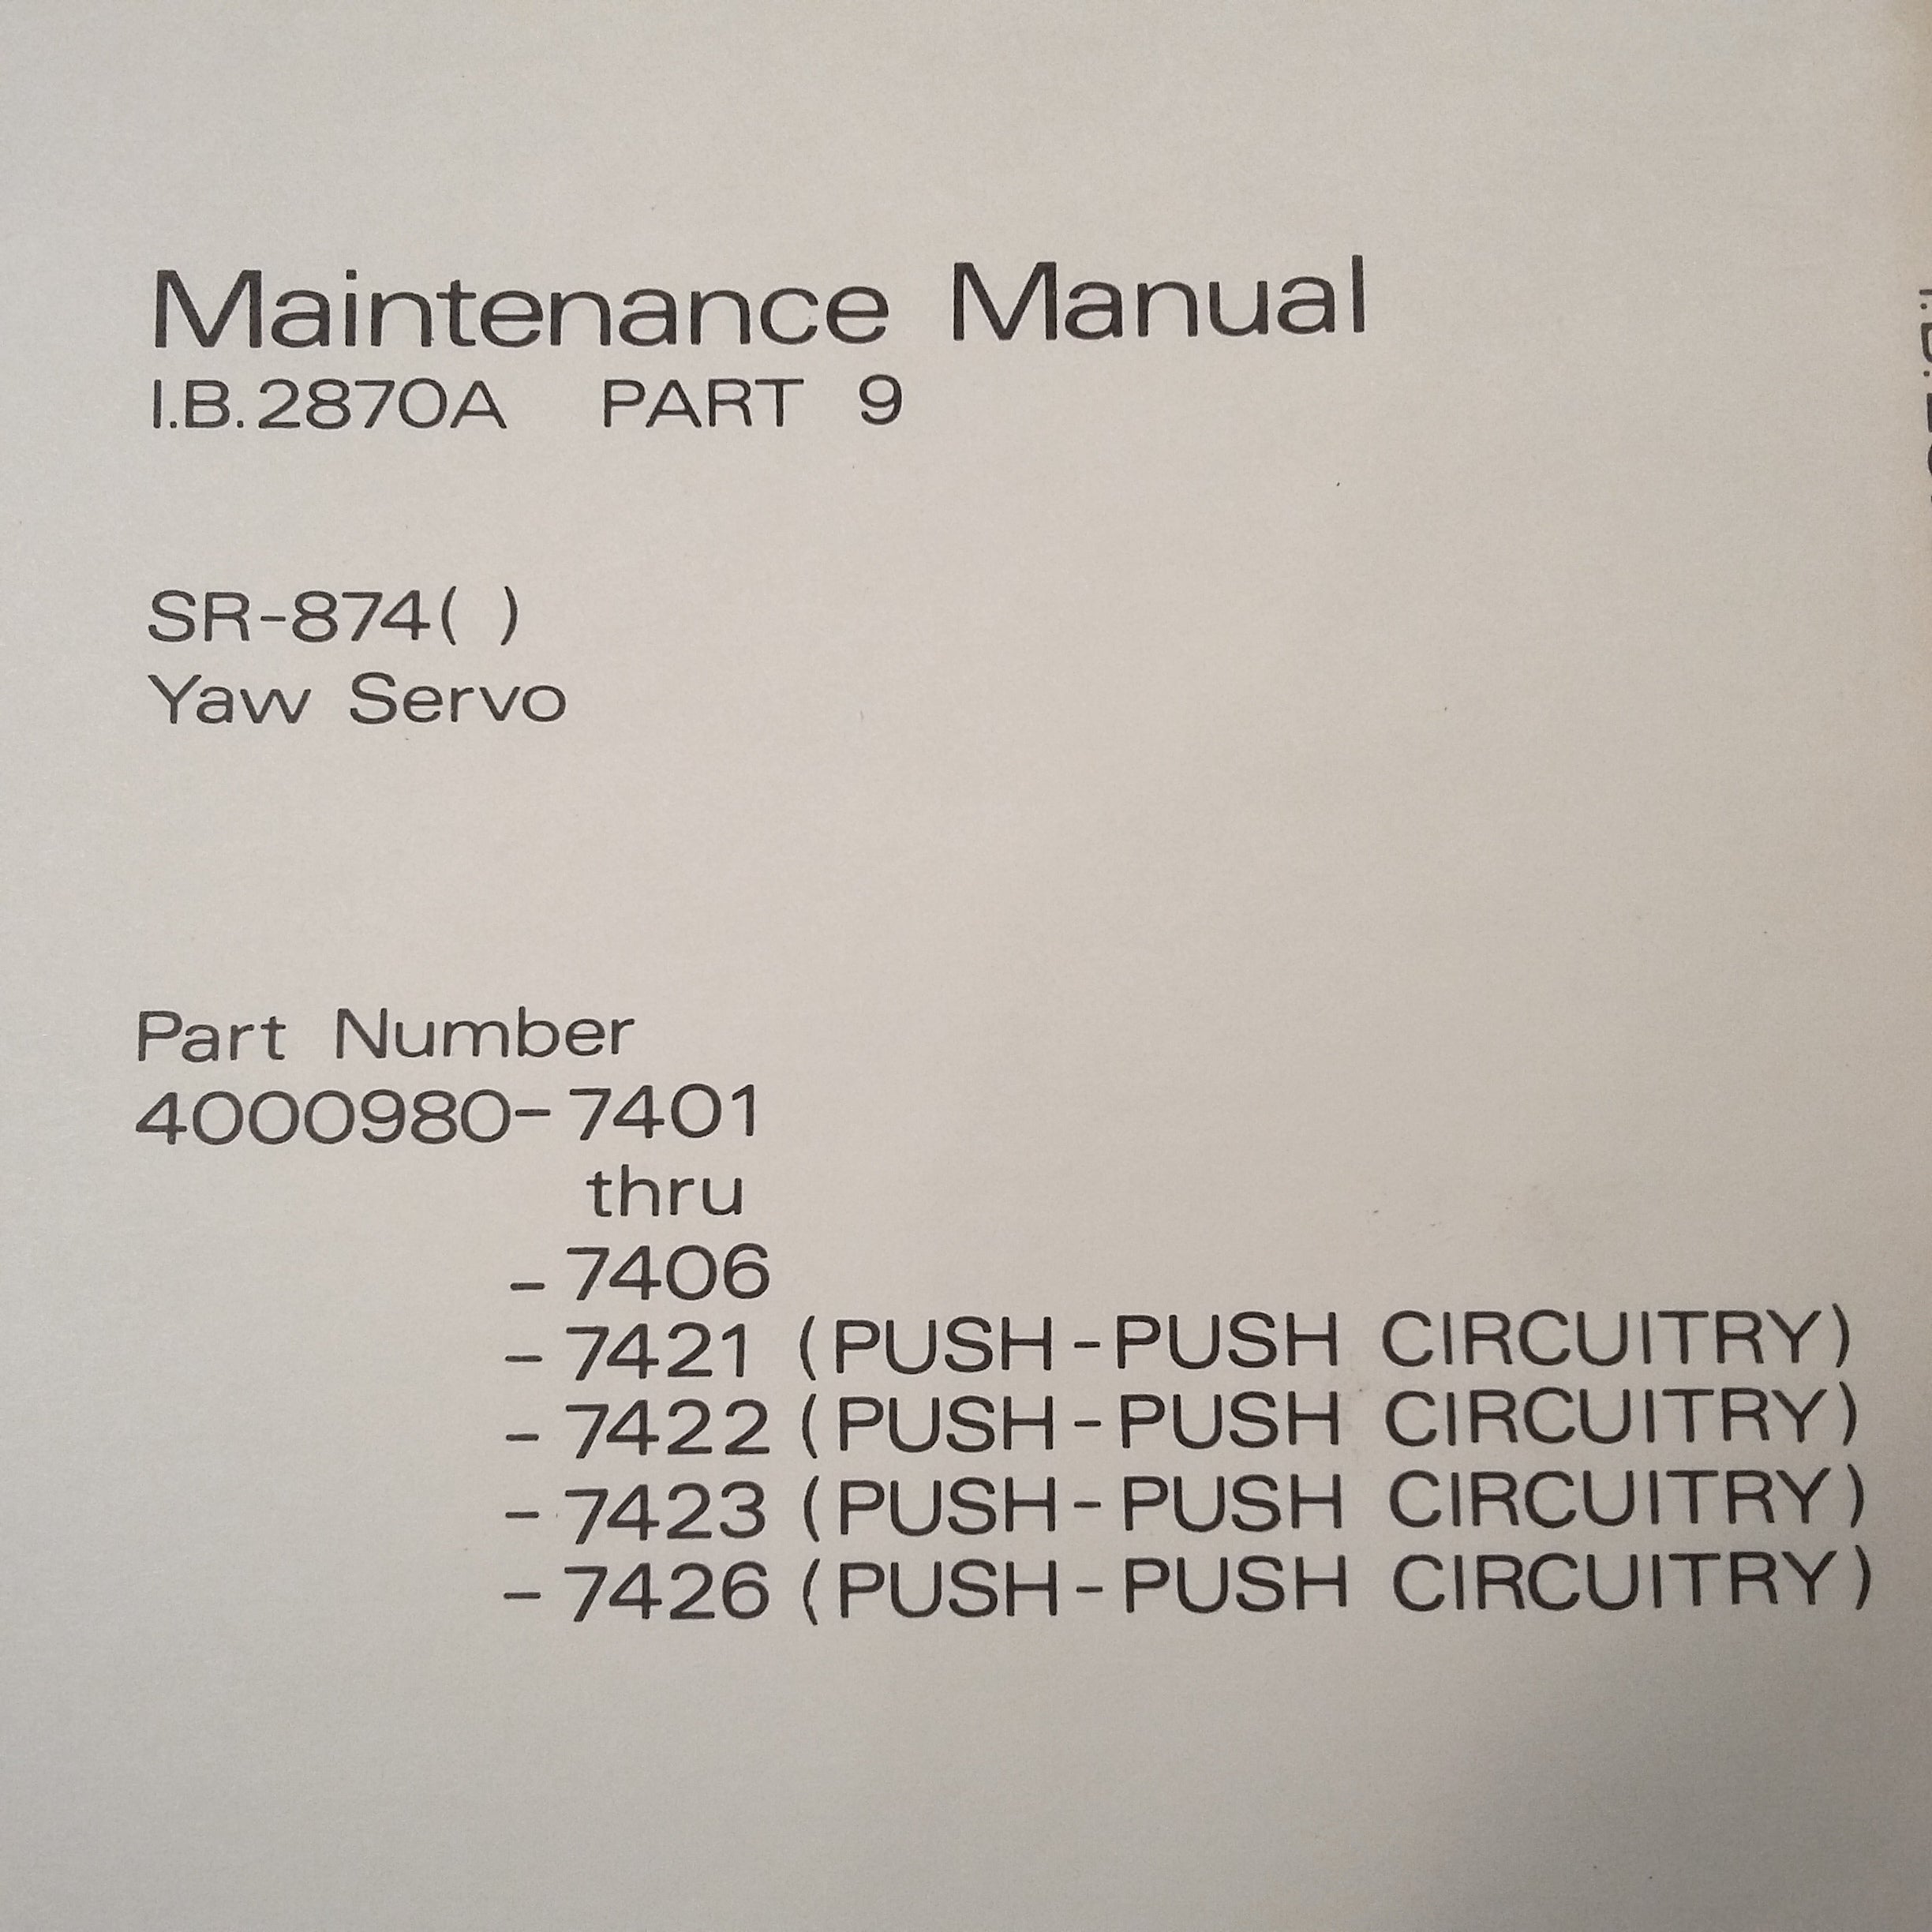 Maintenance Manual
I.B.2870A PART 9
SR-874( )
Yaw Servo
Part Number
4000980-7401
thru
-7406
-7421 (PUSH-PUSH CIRCUITRY)
-7422 (PUSH-PUSH CIRCUITRY)
-7423 (PUSH-PUSH CIRCUITRY)
-7426 (PUSH-PUSH CIRCUITRY)